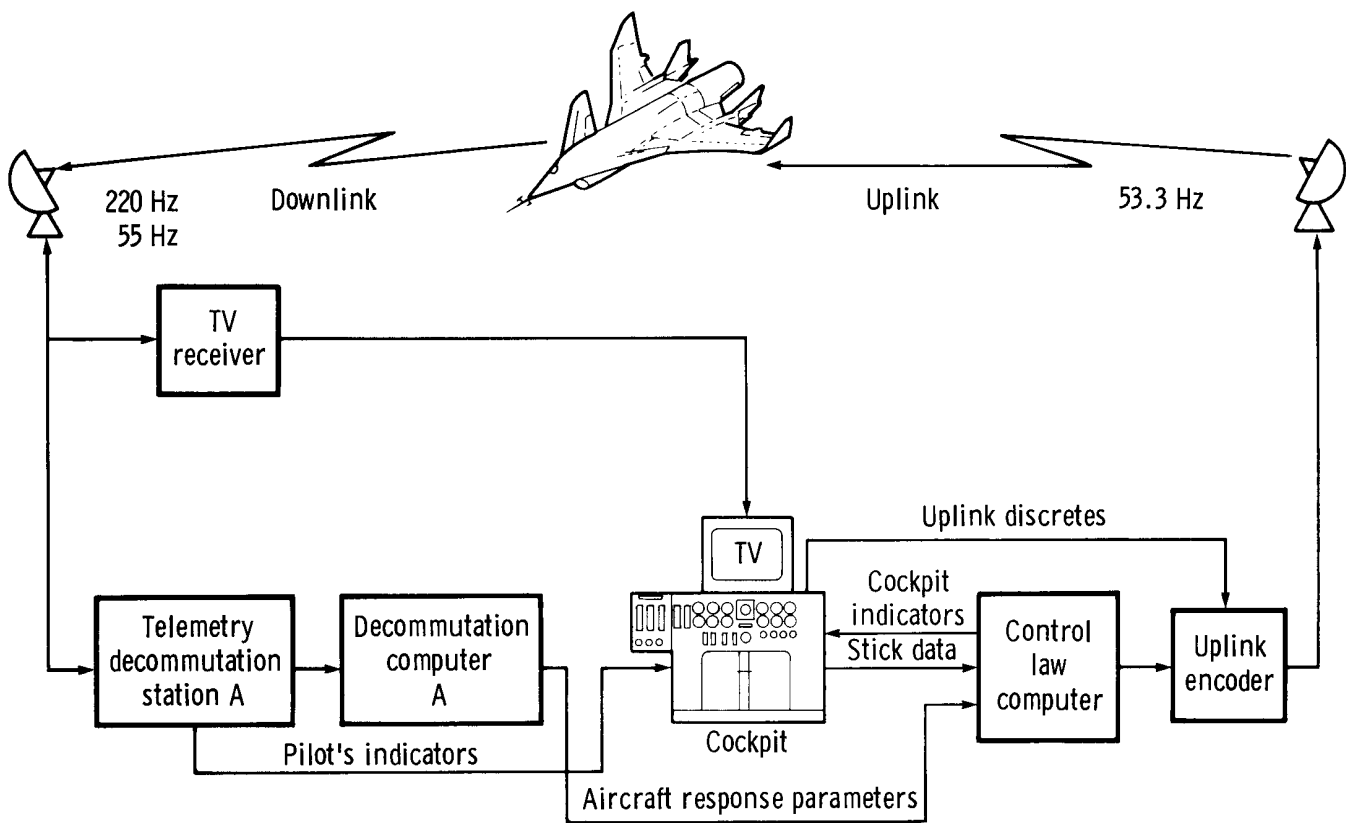 220 Hz
55 Hz
Downlink
Uplink
53.3 Hz
TV
receiver
TV
Uplink discretes
Cockpit
indicators
Stick data
Telemetry
decommutation
station A
Decommutation
computer
A
Control
law
computer
Uplink
encoder
Pilot's indicators
Cockpit
Aircraft response parameters